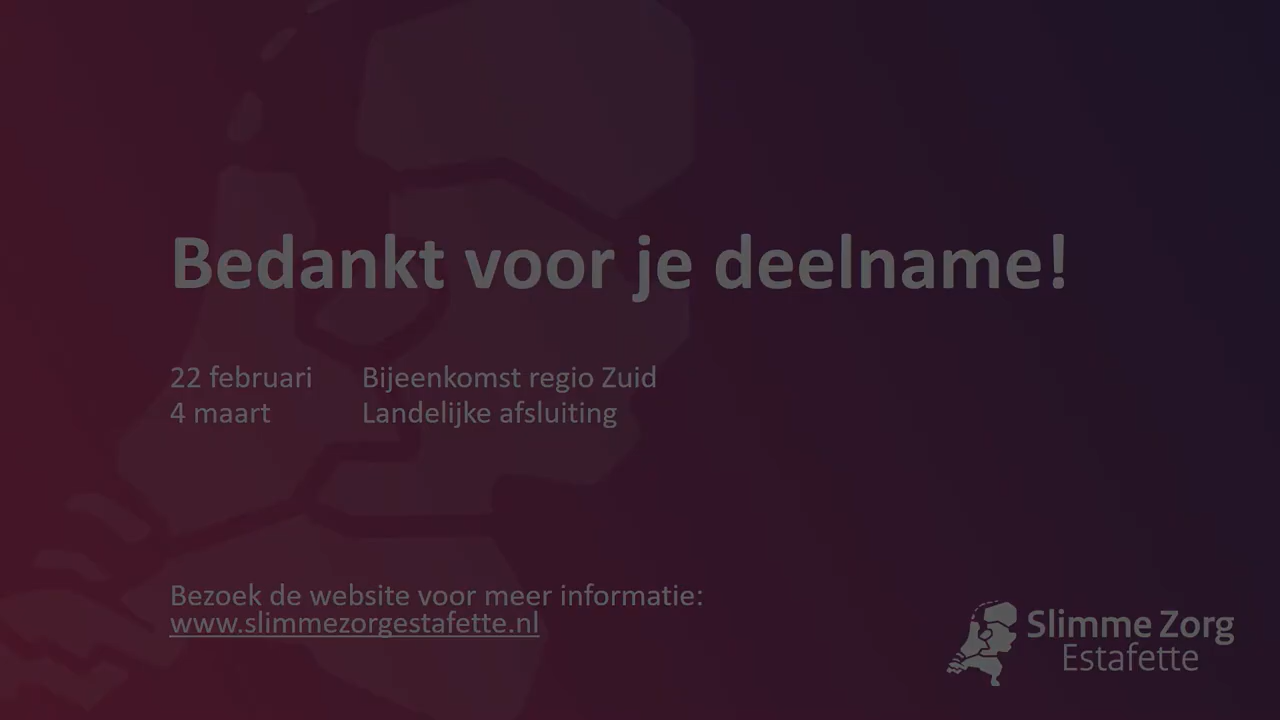 Bedankt voor je deelname!
22 februari Bijeenkomst regio Zuid
4 maart Landelijke afsluiting
Bezoek de website voor meer informatie:
www.slimmezorgestafette.nl
Slimme Zorg
Estafette